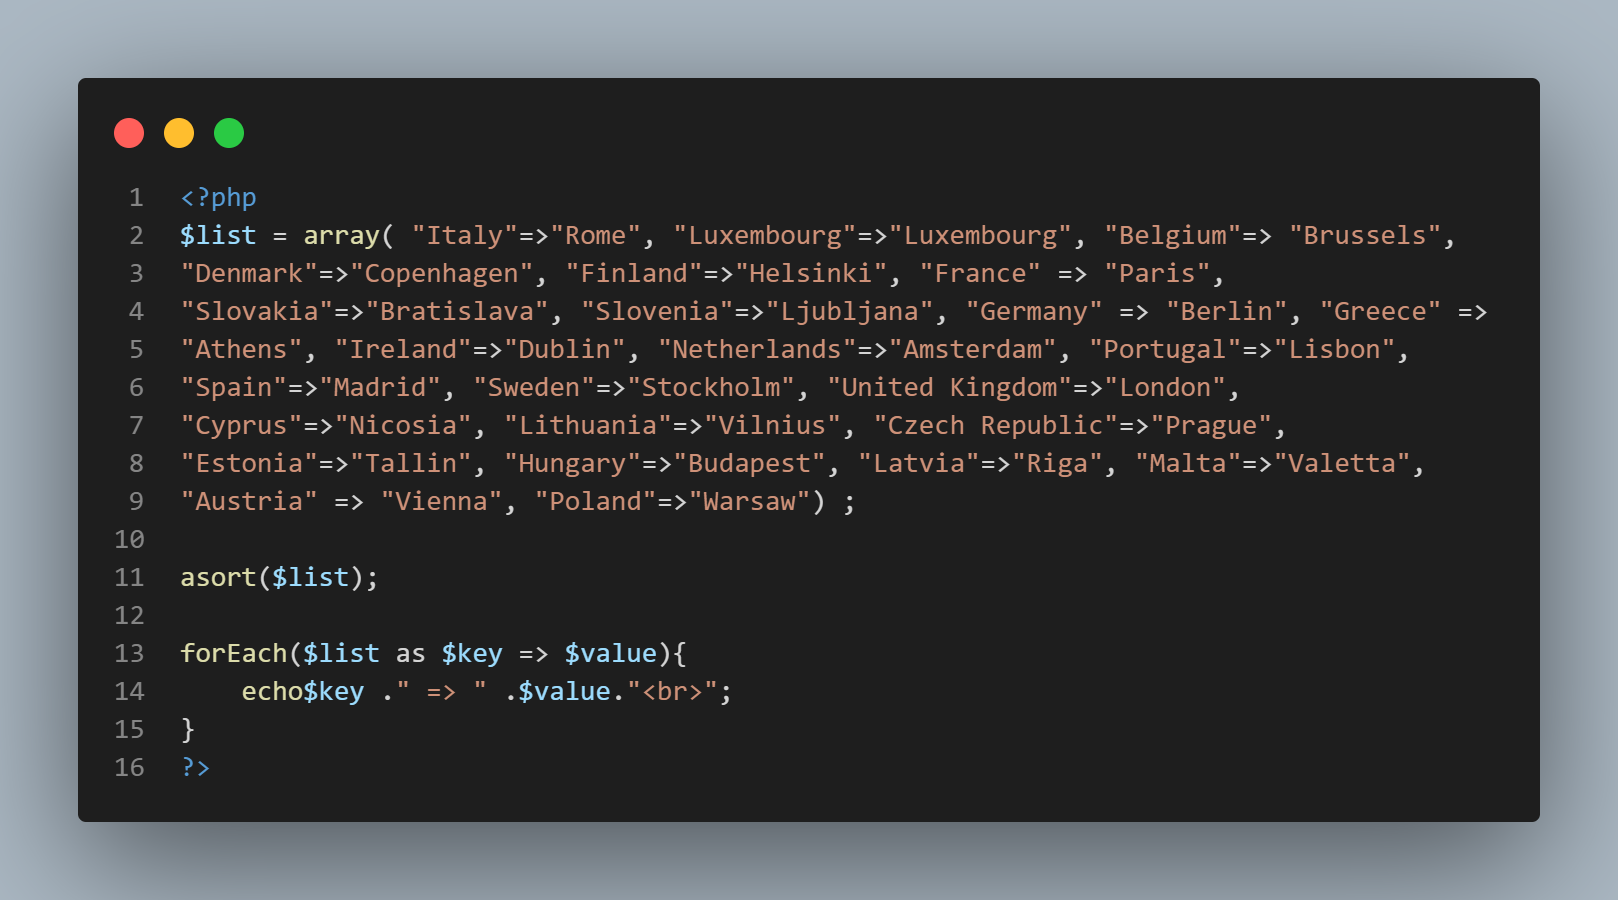 1 <?php
2 $list = array( "Italy"=>"Rome", "Luxembourg"=>"Luxembourg", "Belgium"=> "Brussels",
3 "Denmark"=>"Copenhagen", "Finland"=>"Helsinki", "France" => "Paris",
4 "Slovakia"=>"Bratislava", "Slovenia"=>"Ljubljana", "Germany" => "Berlin", "Greece" =>
5 "Athens", "Ireland"=>"Dublin", "Netherlands"=>"Amsterdam", "Portugal"=>"Lisbon",
6 "Spain"=>"Madrid", "Sweden"=>"Stockholm", "United Kingdom"=>"London",
7 "Cyprus"=>"Nicosia", "Lithuania"=>"Vilnius", "Czech Republic"=>"Prague",
8 "Estonia"=>"Tallin", "Hungary"=>"Budapest", "Latvia"=>"Riga", "Malta"=>"Valetta",
9 "Austria" => "Vienna", "Poland"=>"Warsaw") ;
10
11 asort($list);
12
13 forEach($list as $key => $value){
14     echo$key ." => " .$value."<br>";
15 }
16 ?>